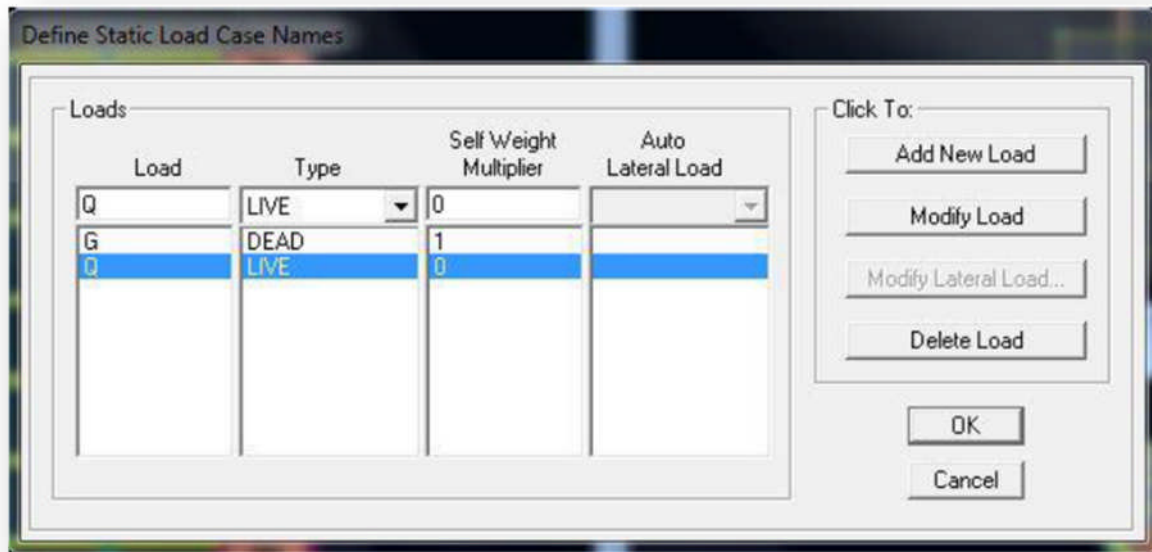 Define Static Load Case Names
Loads
Load Type Self Weight Multiplier Auto Lateral Load
Q LIVE 0
G DEAD 1
Q LIVE 0
Click To:
Add New Load
Modify Load
Modify Lateral Load...
Delete Load
OK
Cancel